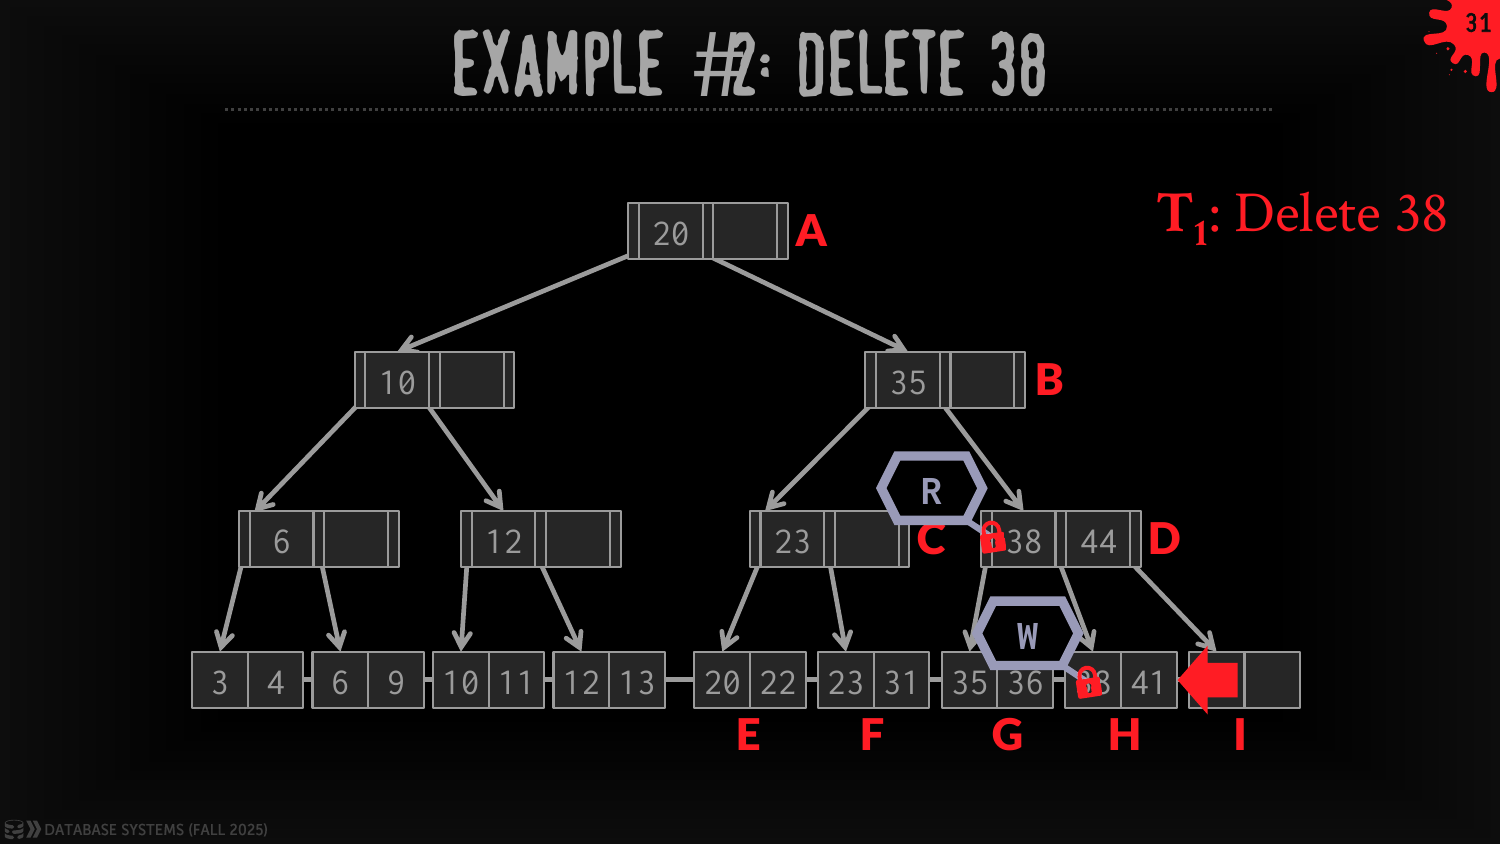 31
EXAMPLE #2: DELETE 38
T1: Delete 38
20 A
10 35 B
R
6 12 23 C 38 44 D
W
3 4 6 9 10 11 12 13 20 22 23 31 35 36 41
E F G H I
DATABASE SYSTEMS (FALL 2025)